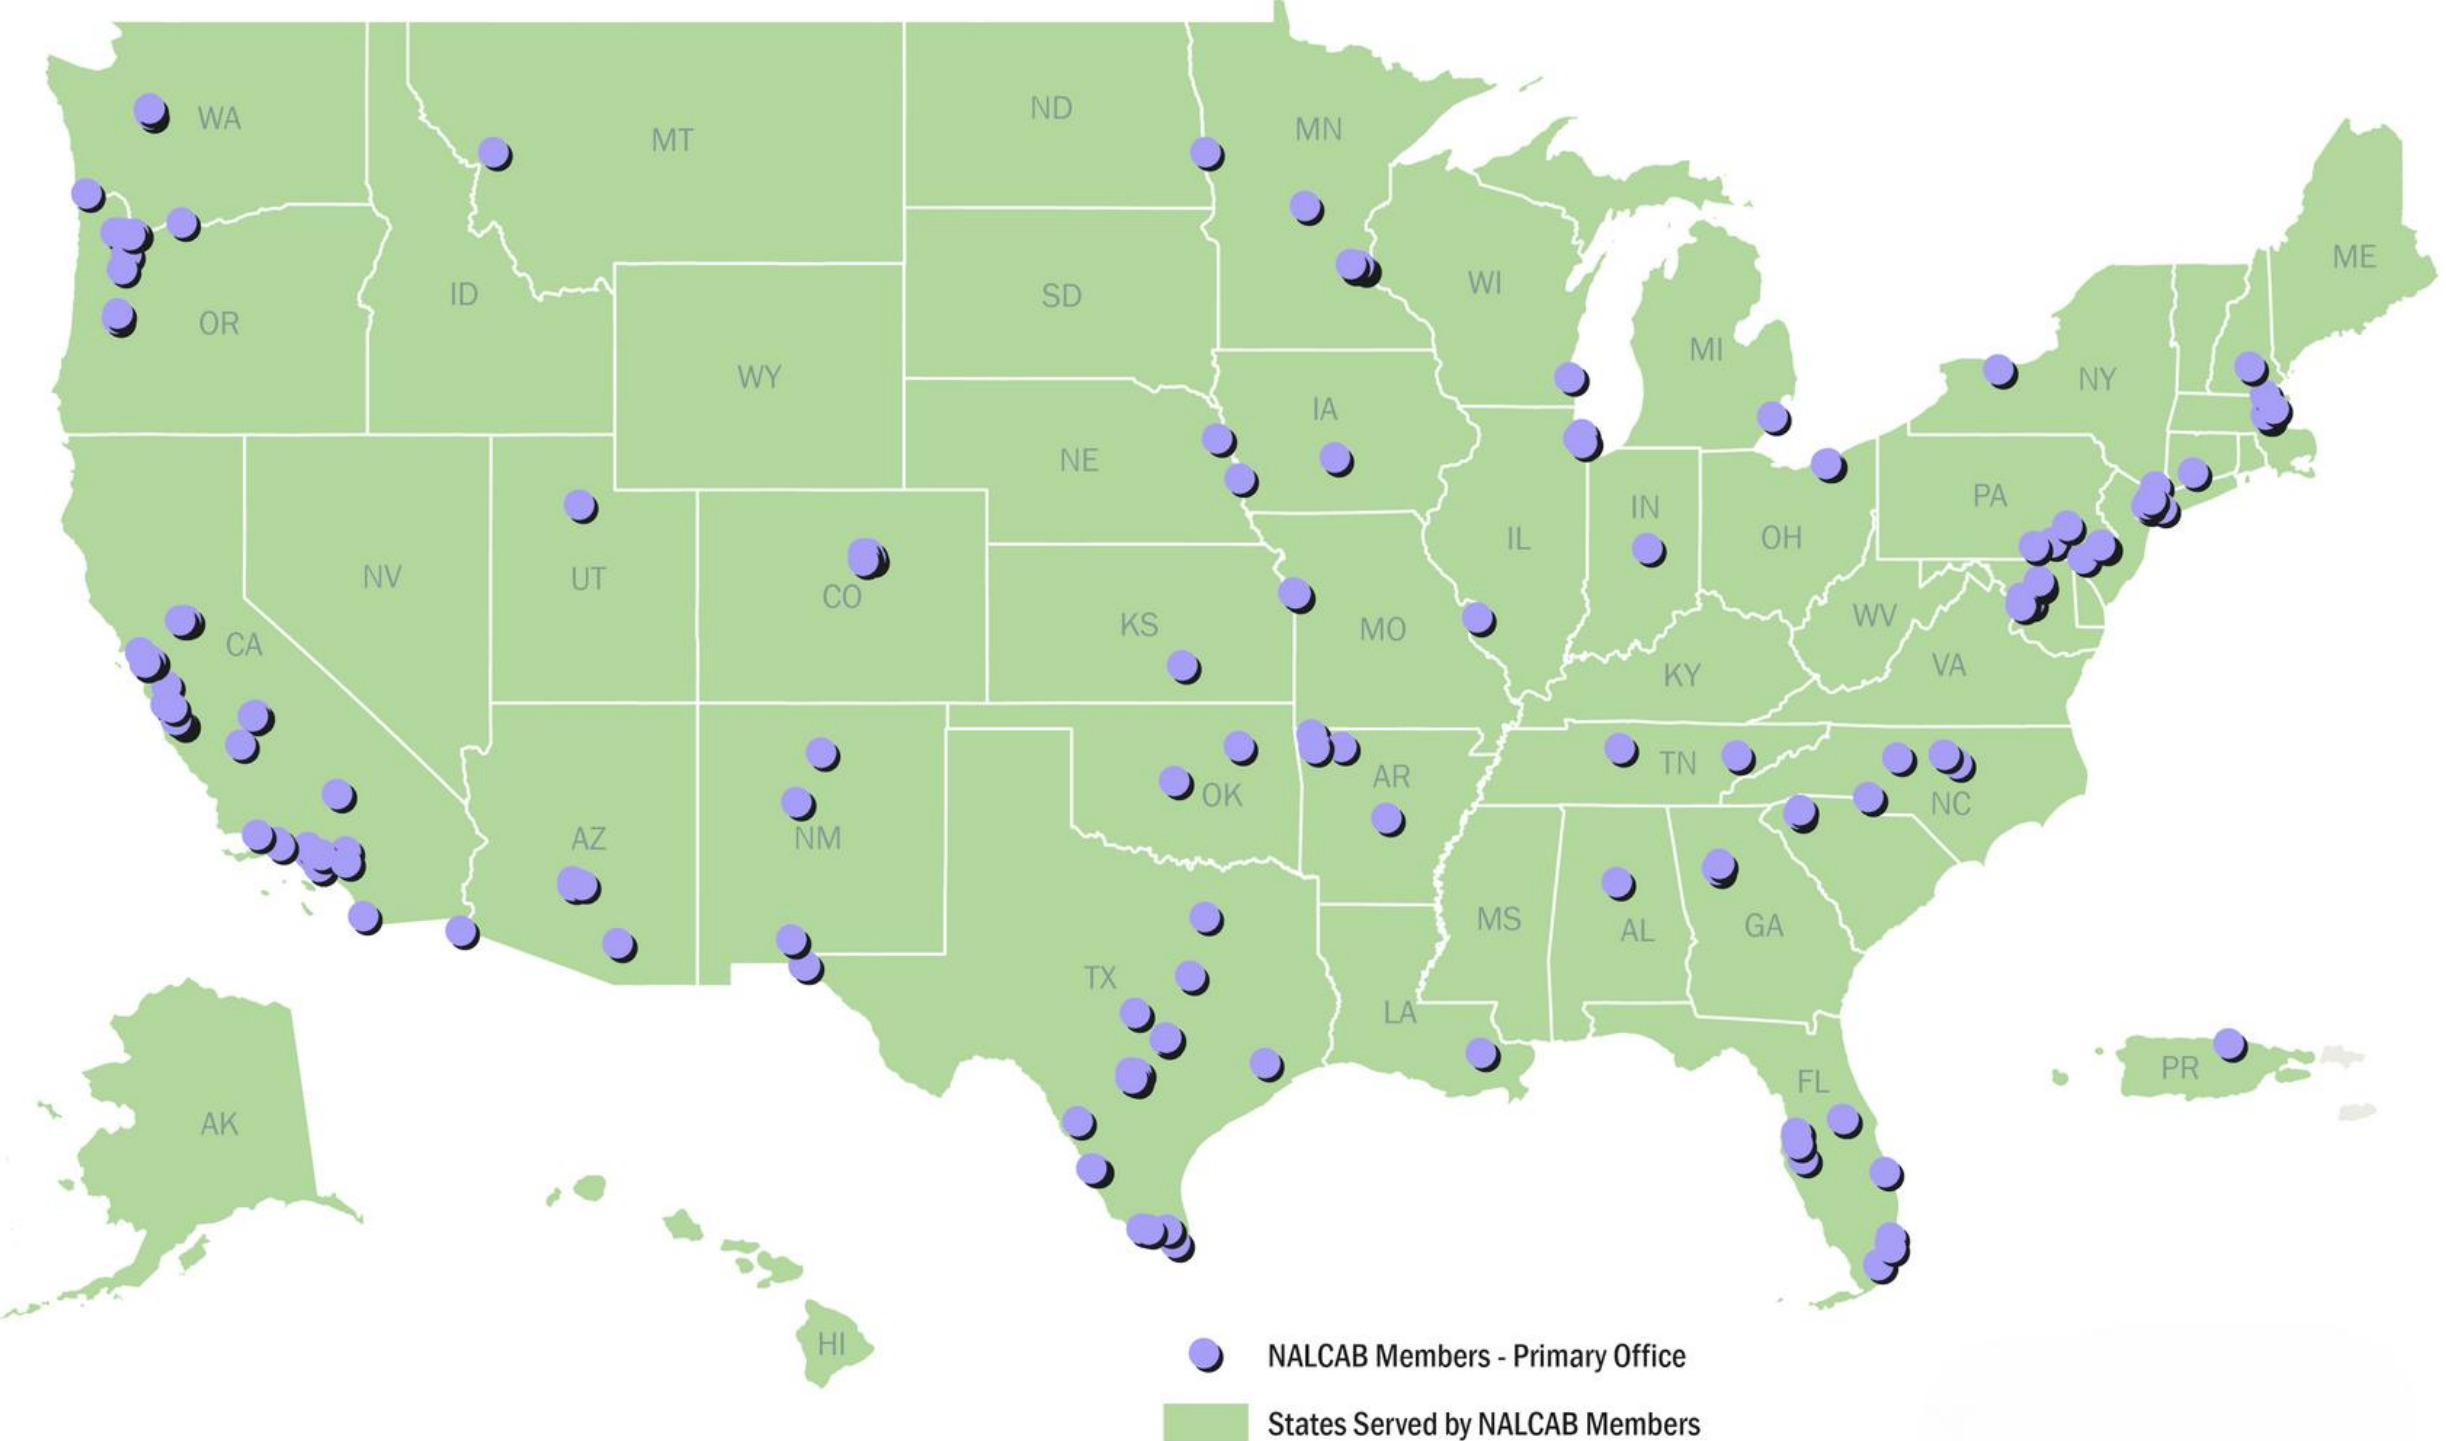 WA
MT
ND
MN
ME
ID
SD
WI
OR
MI
WY
NY
IA
NE
PA
IN
IL
OH
NV
UT
CO
KS
MO
WV
CA
VA
KY
TN
AR
OK
NC
AZ
NM
MS
AL
GA
TX
LA
PR
FL
AK
HI
NALCAB Members - Primary Office
States Served by NALCAB Members